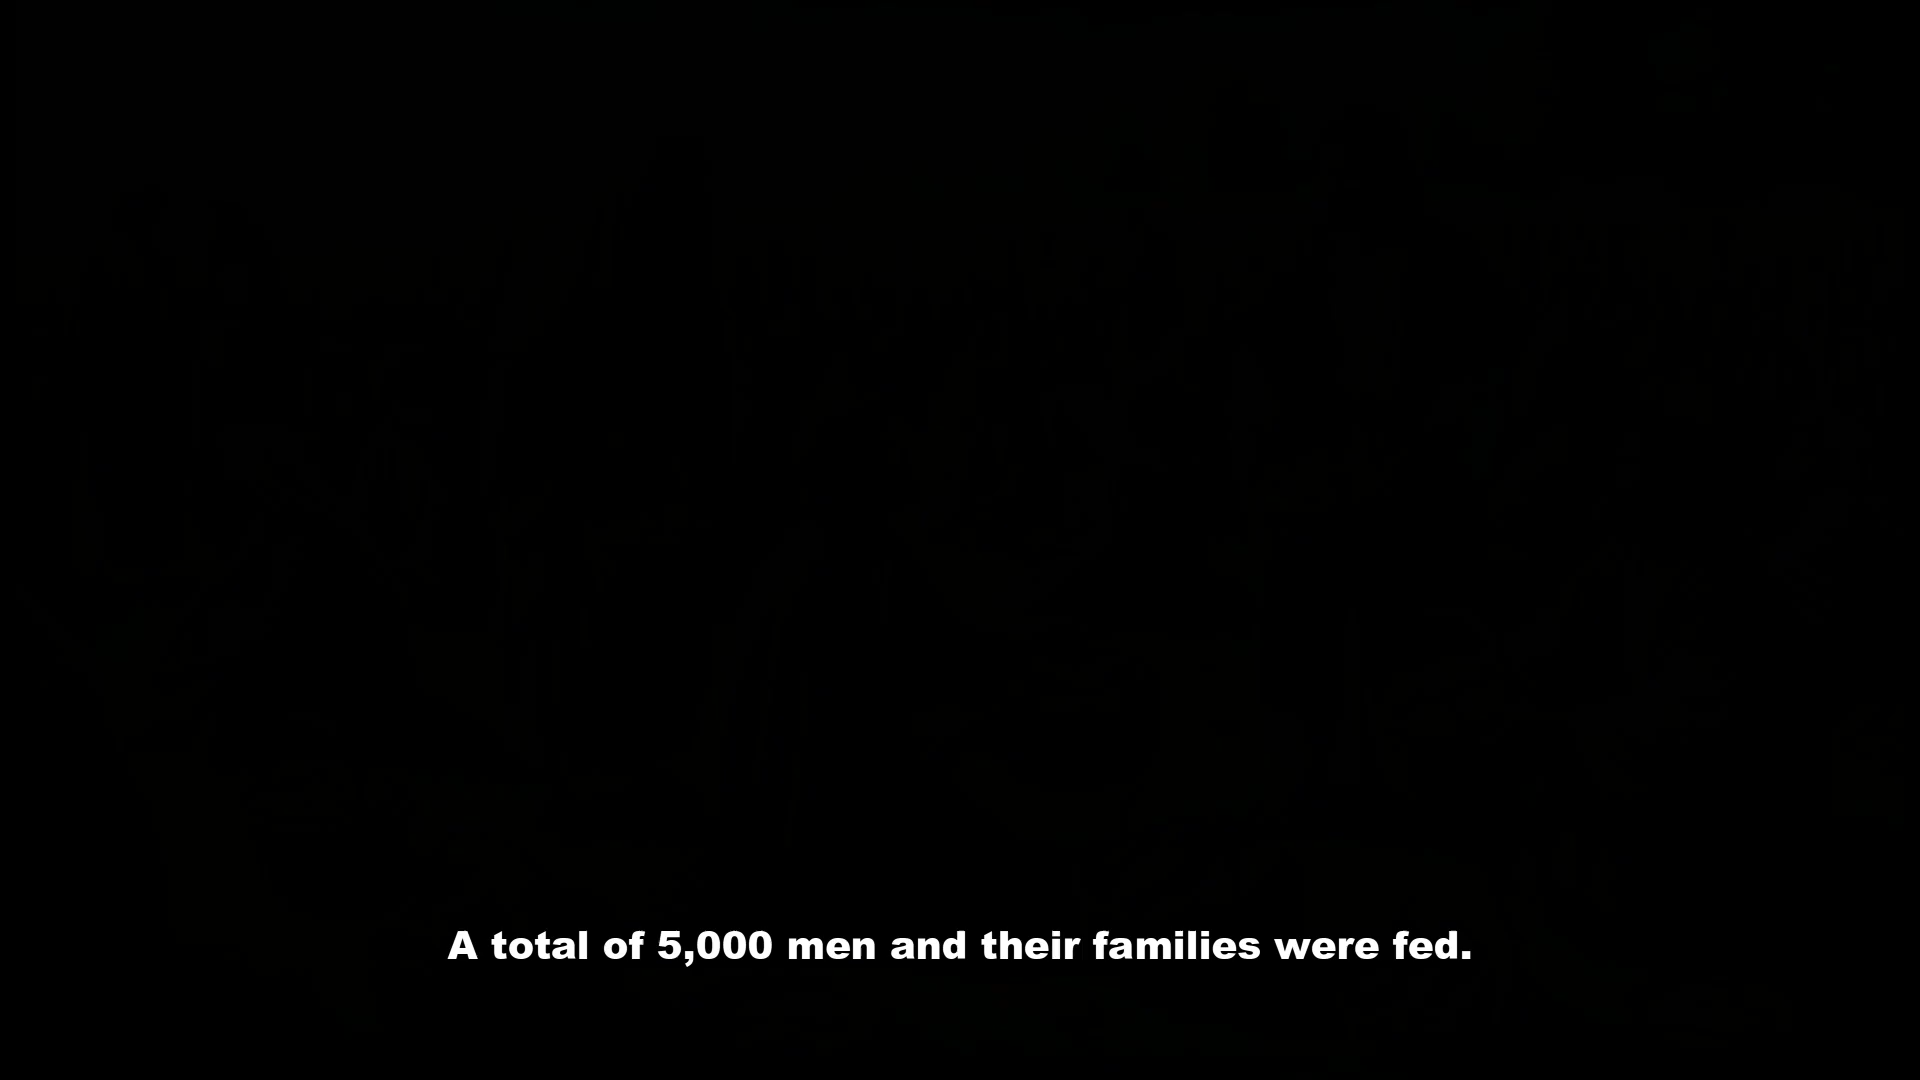 A total of 5,000 men and their families were fed.